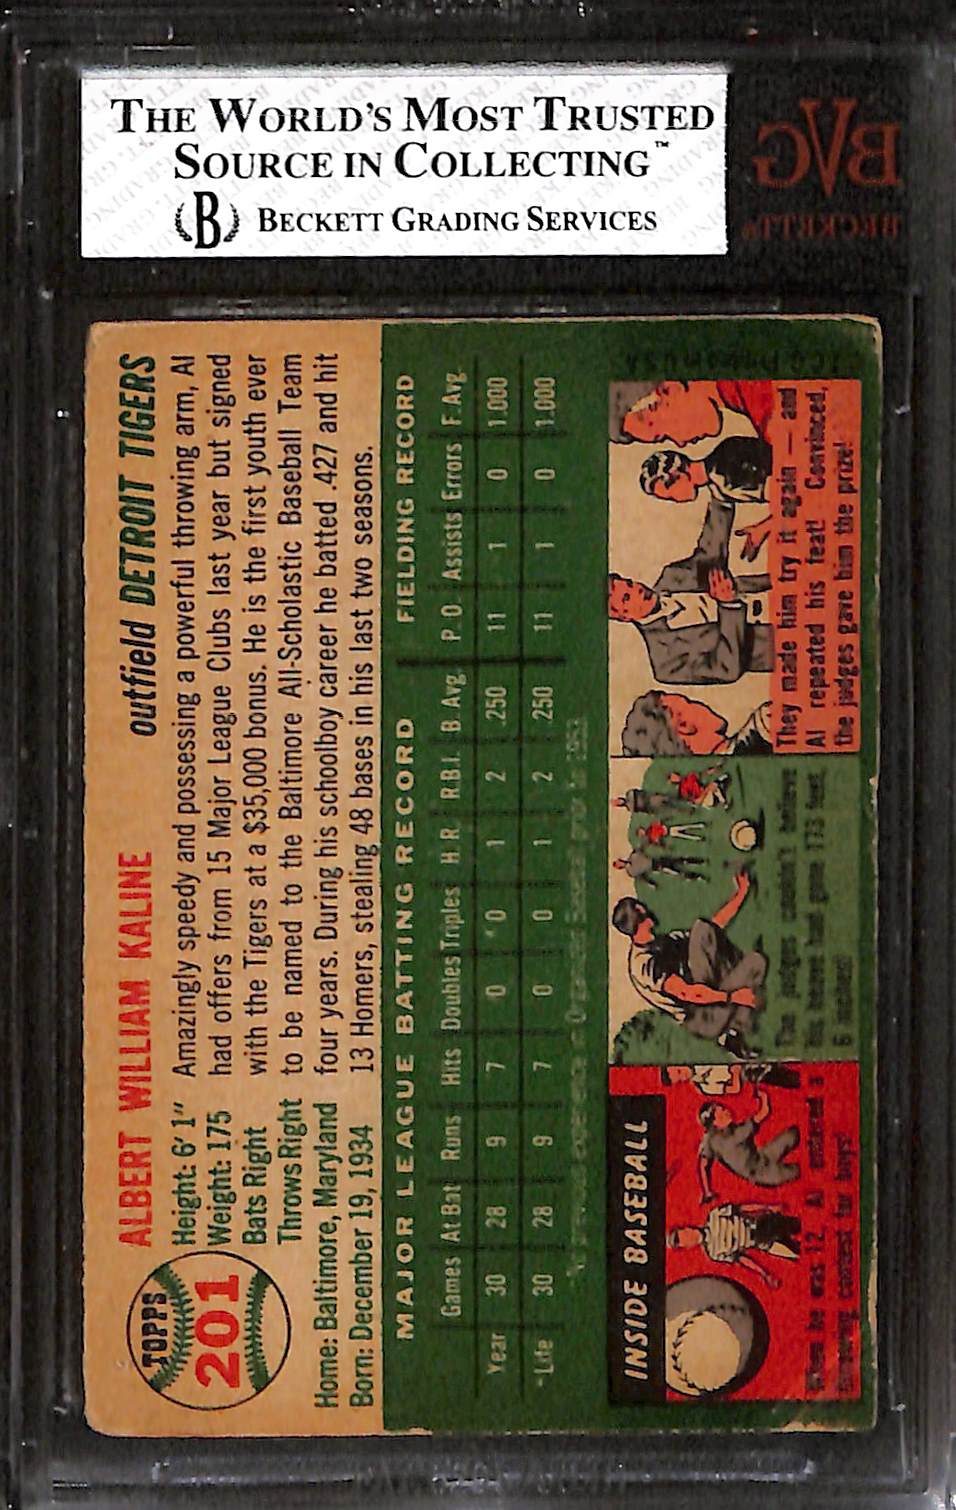 THE WORLD'S MOST TRUSTED
SOURCE IN COLLECTING™
B BECKETT GRADING SERVICES
BVG
BECKETT
TOPPS
201
ALBERT WILLIAM KALINE
outfield DETROIT TIGERS
Height: 6' 1"
Weight: 175
Bats Right
Throws Right
Home: Baltimore, Maryland
Born: December 19, 1934
Amazingly speedy and possessing a powerful throwing arm, Al
had offers from 15 Major League Clubs last year but signed
with the Tigers at a $35,000 bonus. He is the first youth ever
to be named to the Baltimore All-Scholastic Baseball Team
four years. During his schoolboy career he batted .427 and hit
13 Homers, stealing 48 bases in his last two seasons.
MAJOR LEAGUE BATTING RECORD FIELDING RECORD
Games At Bat Runs Hits Doubles Triples H R R.B.I. B Avg. P O Assists Errors F. Avg
Year 30 28 9 7 0 0 1 2 .250 11 1 0 1.000
Life 30 28 9 7 0 0 1 2 .250 11 1 0 1.000
INSIDE BASEBALL
When he was 12, Al entered a
throwing contest for boys!
The judges couldn't believe
his heave had gone 173 feet,
6 inches!
They made him try it again — and
Al repeated his feat! Convinced,
the judges gave him the prize!